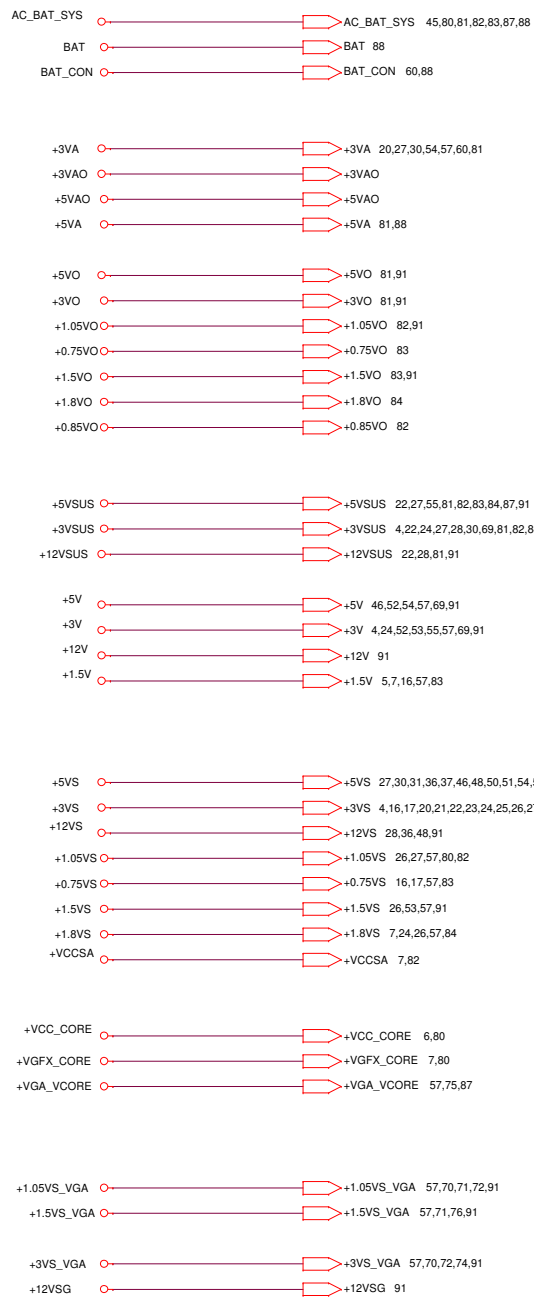 AC_BAT_SYS AC_BAT_SYS 45,80,81,82,83,87,88
BAT BAT 88
BAT_CON BAT_CON 60,88
+3VA +3VA 20,27,30,54,57,60,81
+3VAO +3VAO
+5VAO +5VAO
+5VA +5VA 81,88
+5VO +5VO 81,91
+3VO +3VO 81,91
+1.05VO +1.05VO 82,91
+0.75VO +0.75VO 83
+1.5VO +1.5VO 83,91
+1.8VO +1.8VO 84
+0.85VO +0.85VO 82
+5VSUS +5VSUS 22,27,55,81,82,83,84,87,91
+3VSUS +3VSUS 4,22,24,27,28,30,69,81,82,8
+12VSUS +12VSUS 22,28,81,91
+5V +5V 46,52,54,57,69,91
+3V +3V 4,24,52,53,55,57,69,91
+12V +12V 91
+1.5V +1.5V 5,7,16,57,83
+5VS +5VS 27,30,31,36,37,46,48,50,51,54,5
+3VS +3VS 4,16,17,20,21,22,23,24,25,26,27
+12VS +12VS 28,36,48,91
+1.05VS +1.05VS 26,27,57,80,82
+0.75VS +0.75VS 16,17,57,83
+1.5VS +1.5VS 26,53,57,91
+1.8VS +1.8VS 7,24,26,57,84
+VCCSA +VCCSA 7,82
+VCC_CORE +VCC_CORE 6,80
+VGFX_CORE +VGFX_CORE 7,80
+VGA_VCORE +VGA_VCORE 57,75,87
+1.05VS_VGA +1.05VS_VGA 57,70,71,72,91
+1.5VS_VGA +1.5VS_VGA 57,71,76,91
+3VS_VGA +3VS_VGA 57,70,72,74,91
+12VSG +12VSG 91